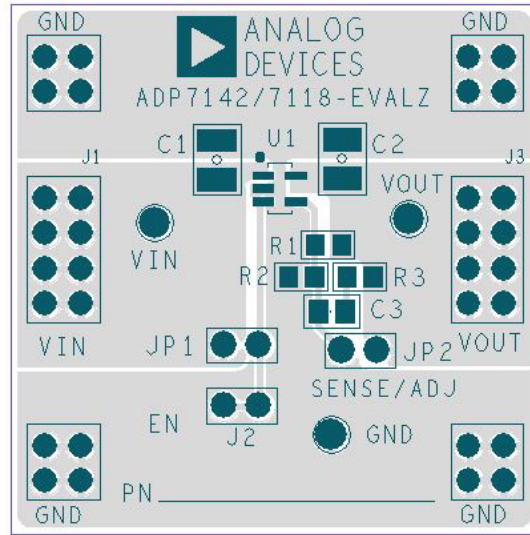 GND
ANALOG
GND
DEVICES
ADP7142/7118-EVALZ
C1
U1
C2
J1
J3
VOUT
VIN
R1
R2
R3
C3
VIN
JP1
JP2
VOUT
SENSE/ADJ
EN
J2
GND
PN
GND
GND